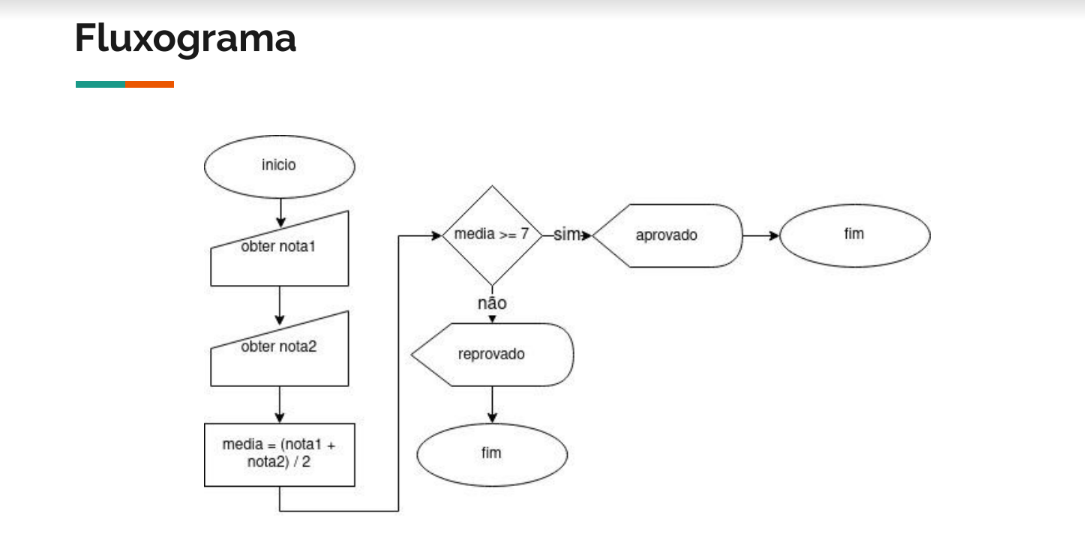 Fluxograma
inicio
obter nota1
obter nota2
media = (nota1 +
nota2) / 2
media >= 7
sim
aprovado
fim
não
reprovado
fim